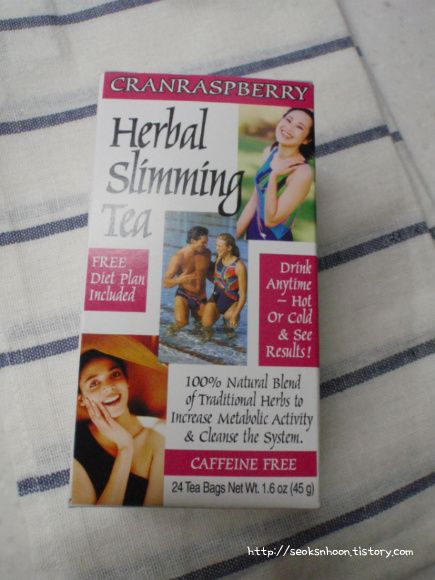 CRANRASPBERRY
Herbal
Slimming
Tea
FREE
Diet Plan
Included
Drink
Anytime
– Hot
Or Cold
& See
Results!
100% Natural Blend
of Traditional Herbs to
Increase Metabolic Activity
& Cleanse the System.
CAFFEINE FREE
24 Tea Bags Net Wt. 1.6 oz (45 g)
http://seoksnhoon.tistory.com